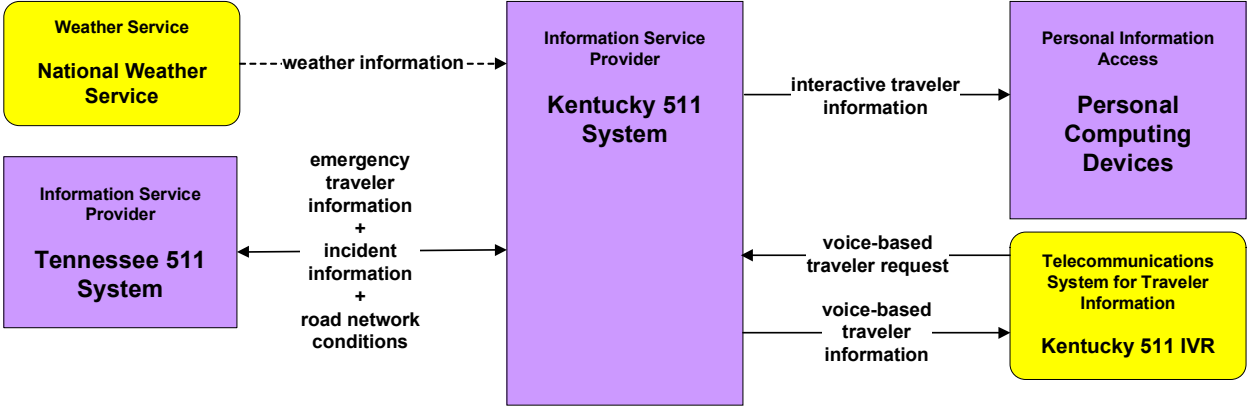 Weather Service
National Weather
Service
weather information
Information Service
Provider
Tennessee 511
System
emergency
traveler
information
+
incident
information
+
road network
conditions
Information Service
Provider
Kentucky 511
System
interactive traveler
information
Personal Information
Access
Personal
Computing
Devices
voice-based
traveler request
voice-based
traveler
information
Telecommunications
System for Traveler
Information
Kentucky 511 IVR